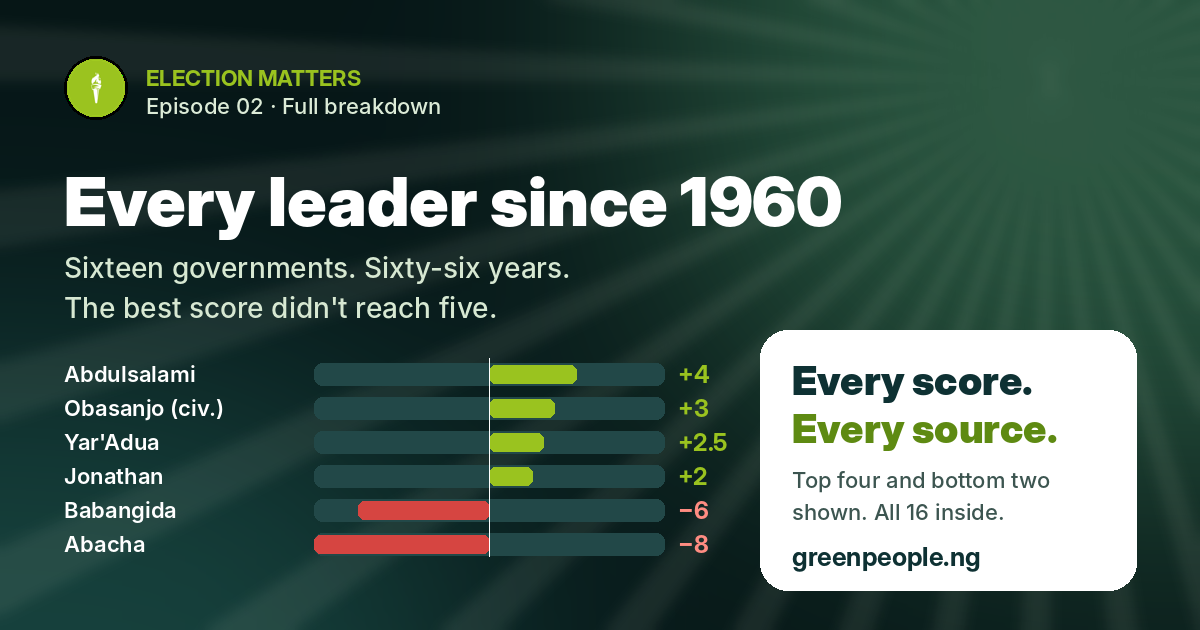 ELECTION MATTERS
Episode 02 · Full breakdown
Every leader since 1960
Sixteen governments. Sixty-six years.
The best score didn't reach five.
Abdulsalami +4
Obasanjo (civ.) +3
Yar'Adua +2.5
Jonathan +2
Babangida −6
Abacha −8
Every score.
Every source.
Top four and bottom two
shown. All 16 inside.
greenpeople.ng